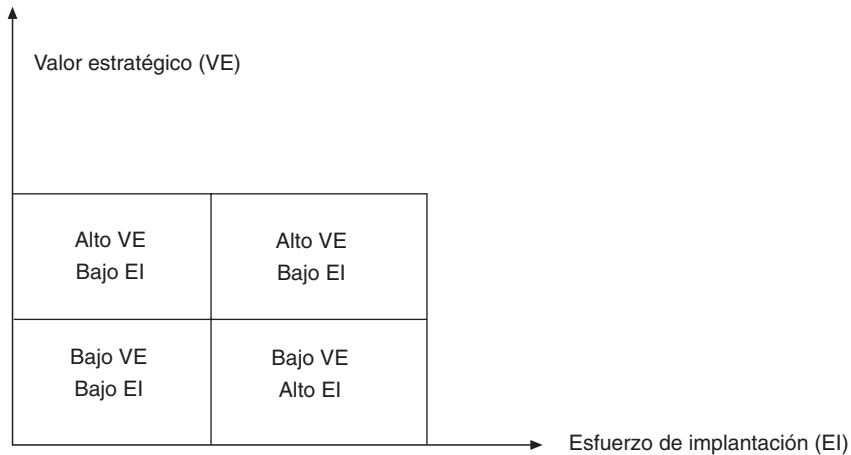 Valor estratégico (VE)
Alto VE
Bajo EI
Alto VE
Bajo EI
Bajo VE
Bajo EI
Bajo VE
Alto EI
Esfuerzo de implantación (EI)